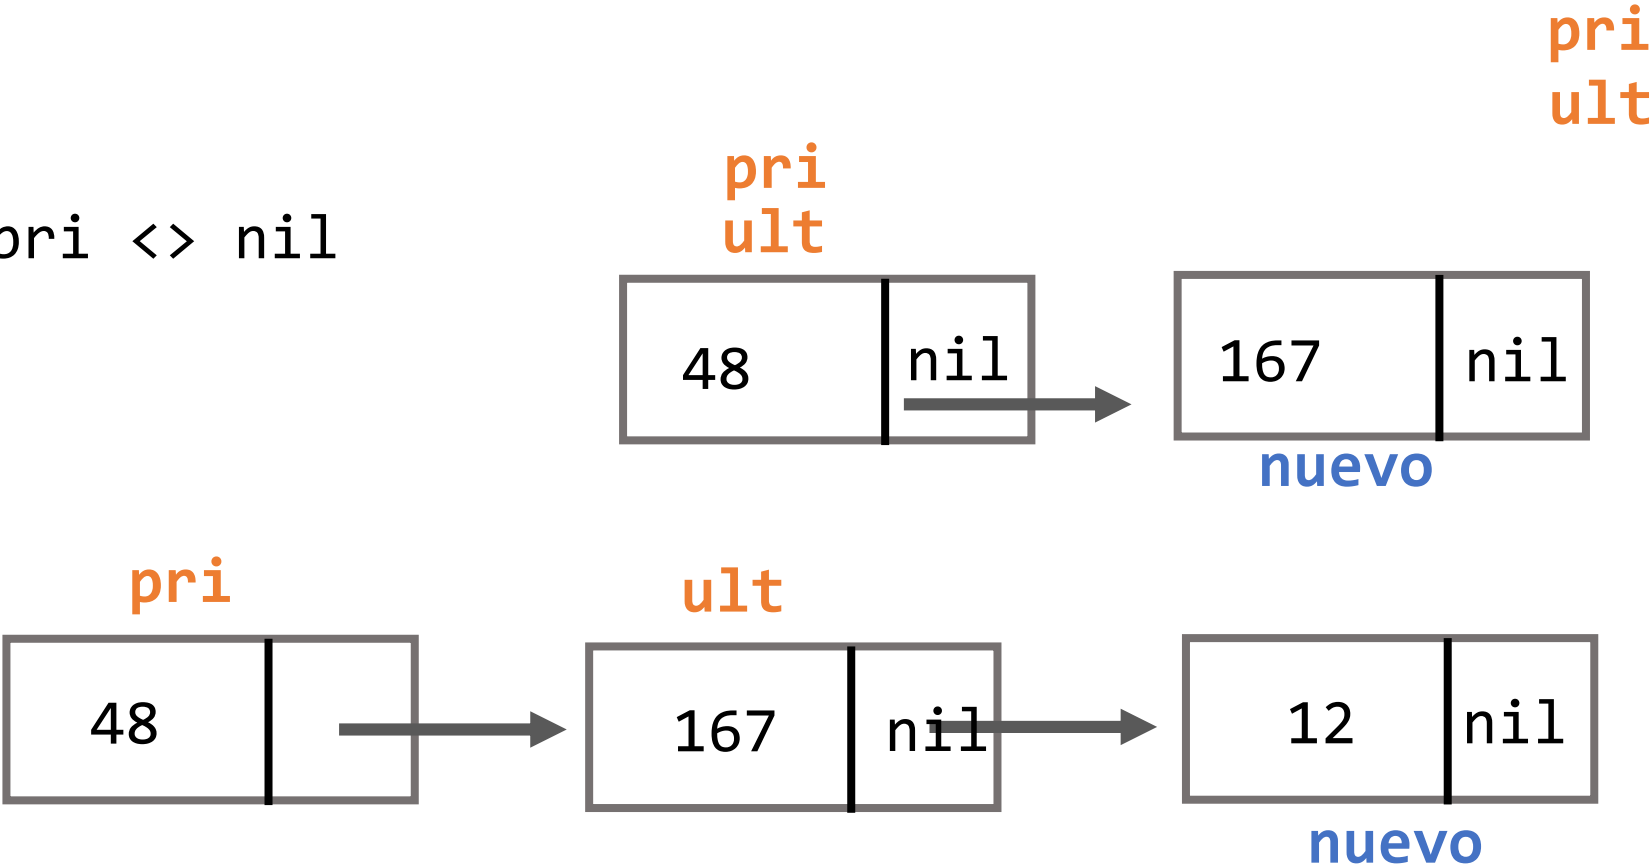 pri
ult
pri
ult
pri <> nil
48 nil 167 nil
nuevo
pri ult
48 167 nil 12 nil
nuevo